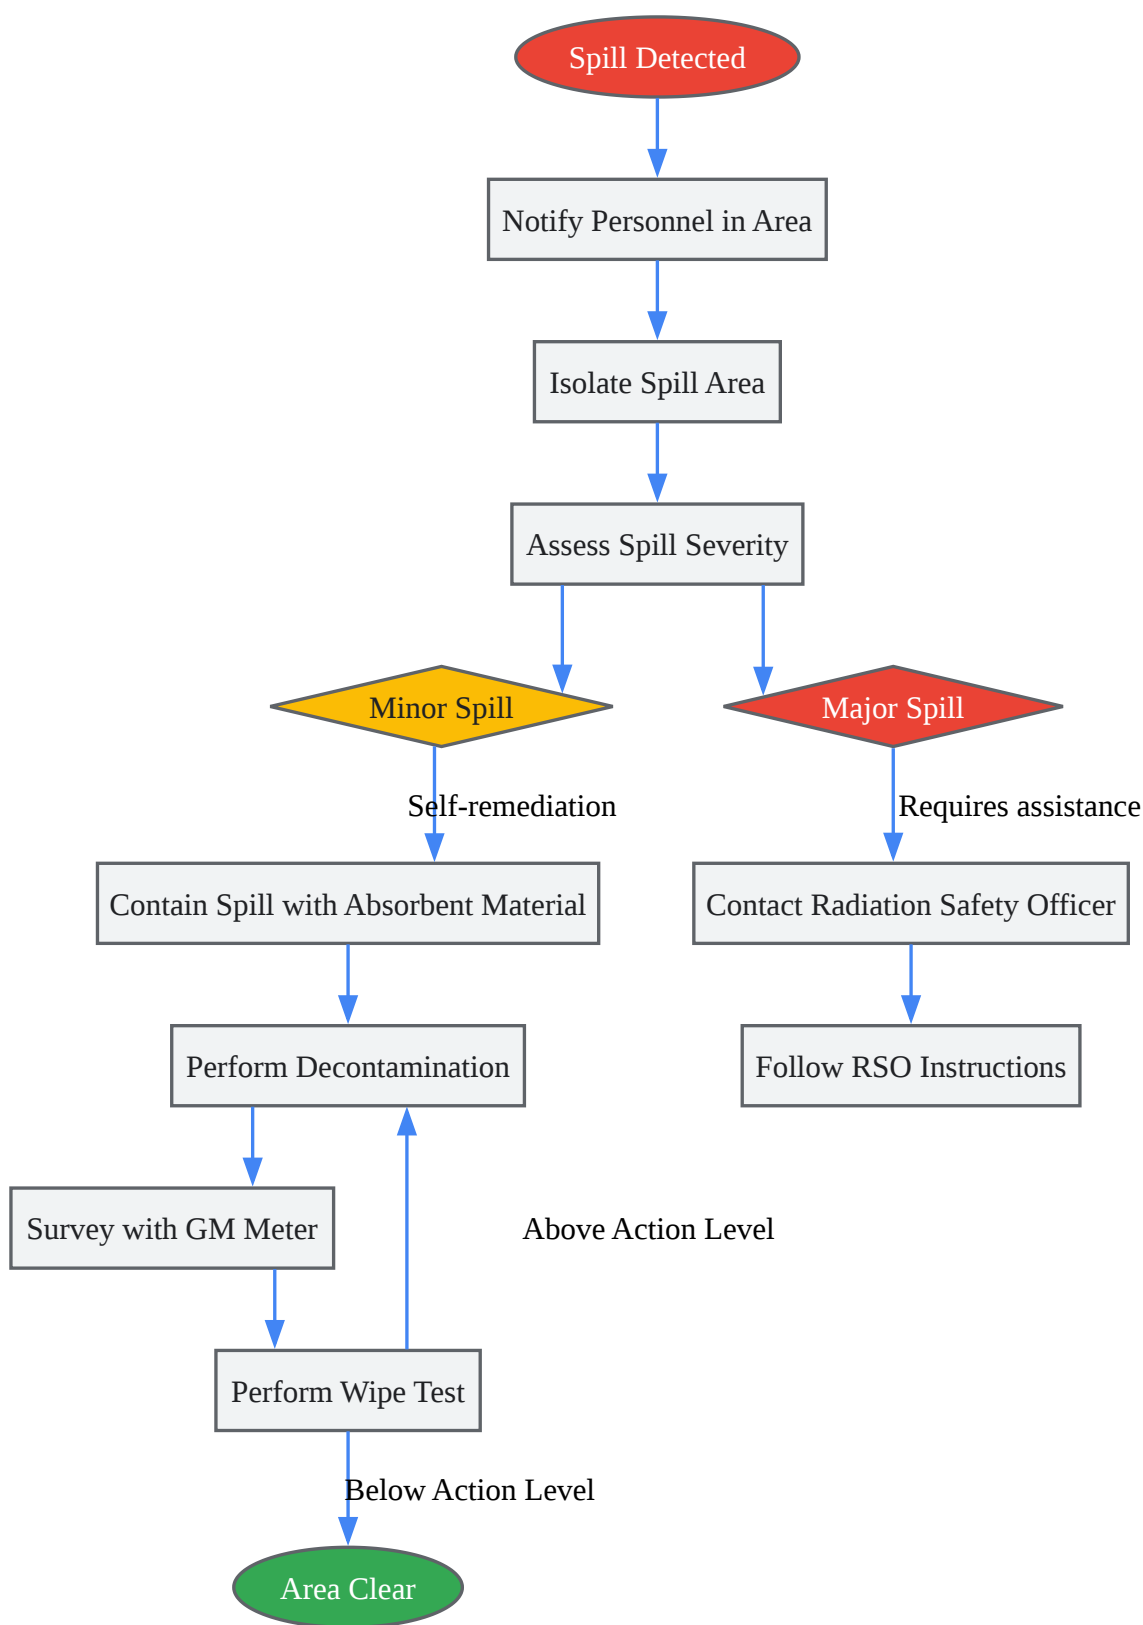 Spill Detected
Notify Personnel in Area
Isolate Spill Area
Assess Spill Severity
Minor Spill
Major Spill
Self-remediation
Requires assistance
Contain Spill with Absorbent Material
Contact Radiation Safety Officer
Perform Decontamination
Follow RSO Instructions
Survey with GM Meter
Above Action Level
Perform Wipe Test
Below Action Level
Area Clear